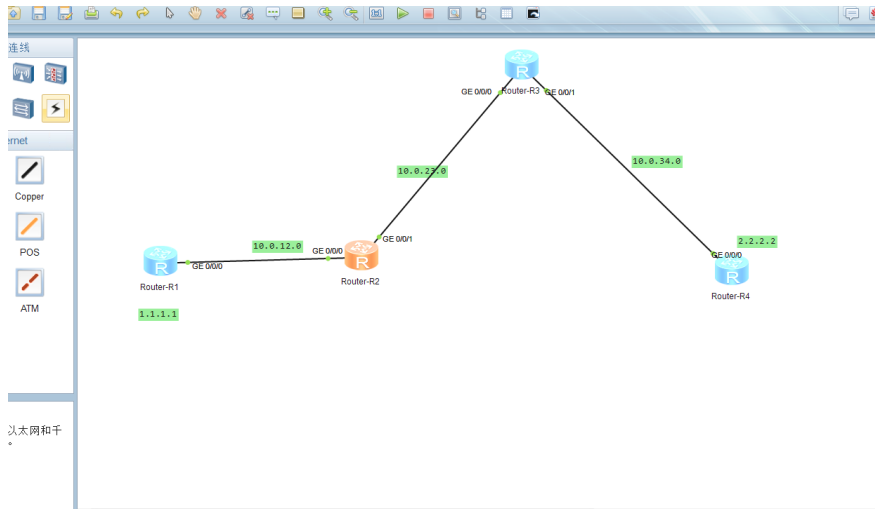 连线
ernet
Copper
POS
ATM
以太网和千
。
GE 0/0/0
Router-R3
GE 0/0/1
10.0.23.0
10.0.34.0
10.0.12.0
GE 0/0/0
GE 0/0/1
2.2.2.2
GE 0/0/0
GE 0/0/0
Router-R1
Router-R2
Router-R4
1.1.1.1